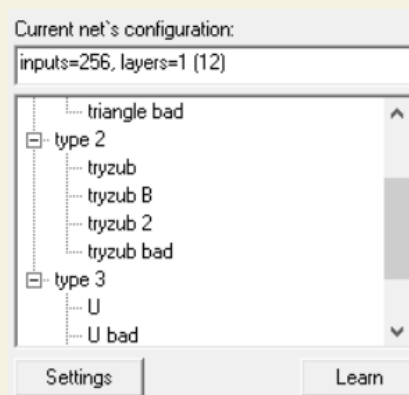 Current net`s configuration:
inputs=256, layers=1 (12)
triangle bad
type 2
tryzub
tryzub B
tryzub 2
tryzub bad
type 3
U
U bad
Settings Learn